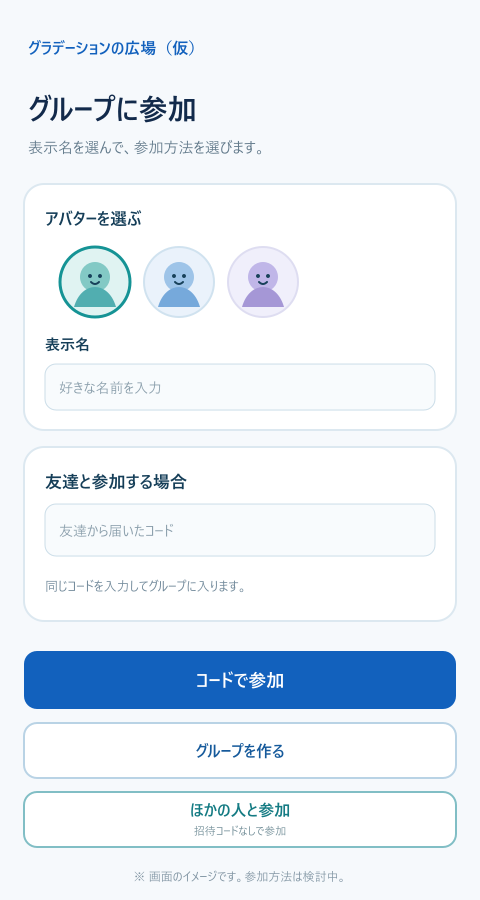 グラデーションの広場（仮）
グループに参加
表示名を選んで、参加方法を選びます。
アバターを選ぶ
表示名
好きな名前を入力
友達と参加する場合
友達から届いたコード
同じコードを入力してグループに入ります。
コードで参加
グループを作る
ほかの人と参加
招待コードなしで参加
※ 画面のイメージです。参加方法は検討中。